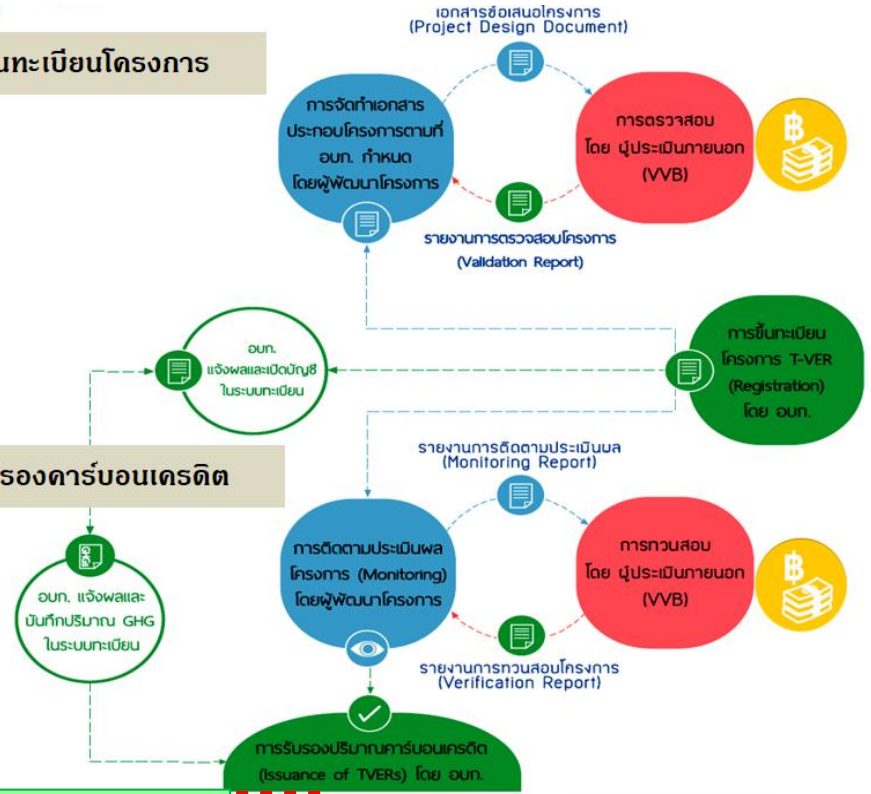 เอกสารข้อเสนอโครงการ
(Project Design Document)
นทะเบียนโครงการ
การจัดทำเอกสาร
ประกอบโครงการตามที่
อบก. กำหนด
โดยผู้พัฒนาโครงการ
การตรวจสอบ
โดย ผู้ประเมินภายนอก
(VVB)
฿
รายงานการตรวจสอบโครงการ
(Validation Report)
อบก.
แจ้งผลและเปิดบัญชี
ในระบบทะเบียน
การขึ้นทะเบียน
โครงการ T-VER
(Registration)
โดย อบก.
รองคาร์บอนเครดิต
รายงานการติดตามประเมินผล
(Monitoring Report)
การติดตามประเมินผล
โครงการ (Monitoring)
โดยผู้พัฒนาโครงการ
การทวนสอบ
โดย ผู้ประเมินภายนอก
(VVB)
฿
GHGs
อบก. แจ้งผลและ
บันทึกปริมาณ GHG
ในระบบทะเบียน
รายงานการทวนสอบโครงการ
(Verification Report)
การรับรองปริมาณคาร์บอนเครดิต
(Issuance of TVERs) โดย อบก.